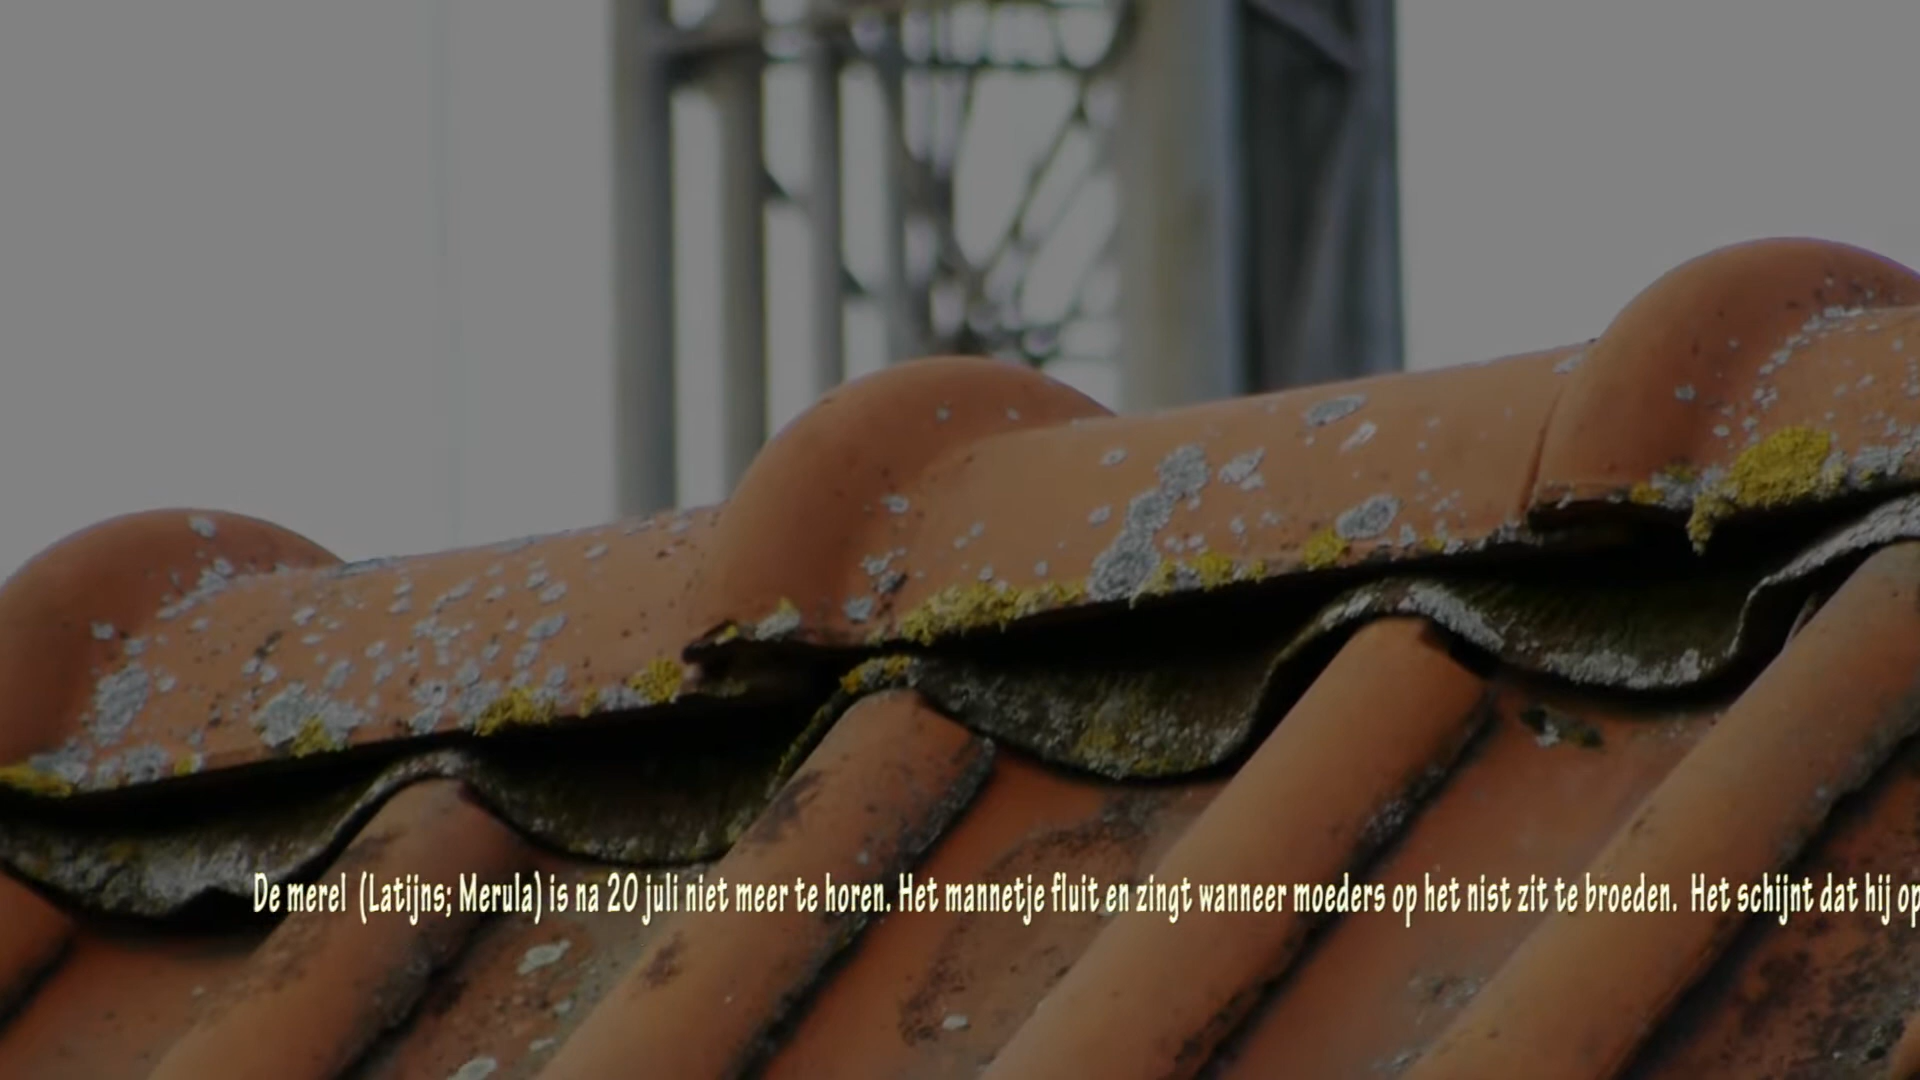 De merel (Latijns; Merula) is na 20 juli niet meer te horen. Het mannetje fluit en zingt wanneer moeders op het nist zit te broeden. Het schijnt dat hij op